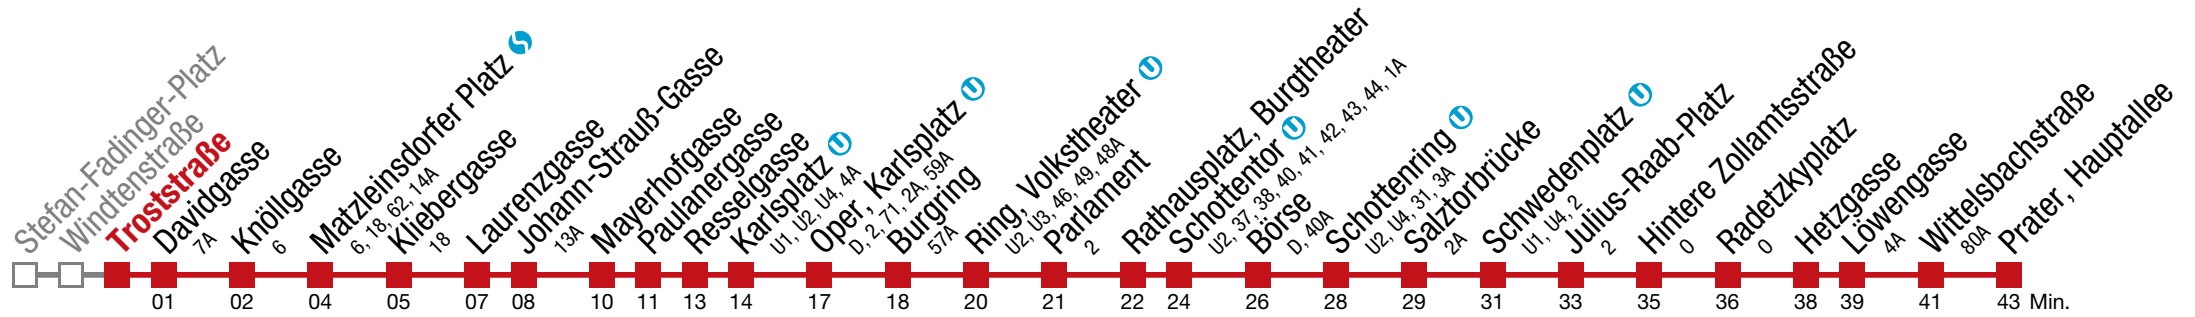 Stefan-Fadinger-Platz
Windtenstraße
Troststraße
Davidgasse
7A
Knöllgasse
6
Matzleinsdorfer Platz
6, 18, 62, 14A
Kliebergasse
18
Laurenzgasse
Johann-Strauß-Gasse
13A
Mayerhofgasse
Paulanergasse
Resselgasse
Karlsplatz U
U1, U2, U4, 4A
Oper, Karlsplatz U
D, 2, 71, 2A, 59A
Burgring
57A
Ring, Volkstheater U
U2, U3, 46, 49, 48A
Parlament
2
Rathausplatz, Burgtheater
Schottentor U
U2, 37, 38, 40, 41, 42, 43, 44, 1A
Börse
D, 40A
Schottenring U
U2, U4, 31, 3A
Salztorbrücke
2A
Schwedenplatz U
U1, U4, 2
Julius-Raab-Platz
2
Hintere Zollamtsstraße
O
Radetzkyplatz
O
Hetzgasse
Löwengasse
4A
Wittelsbachstraße
80A
Prater, Hauptallee
01 02 04 05 07 08 10 11 13 14 17 18 20 21 22 24 26 28 29 31 33 35 36 38 39 41 43 Min.